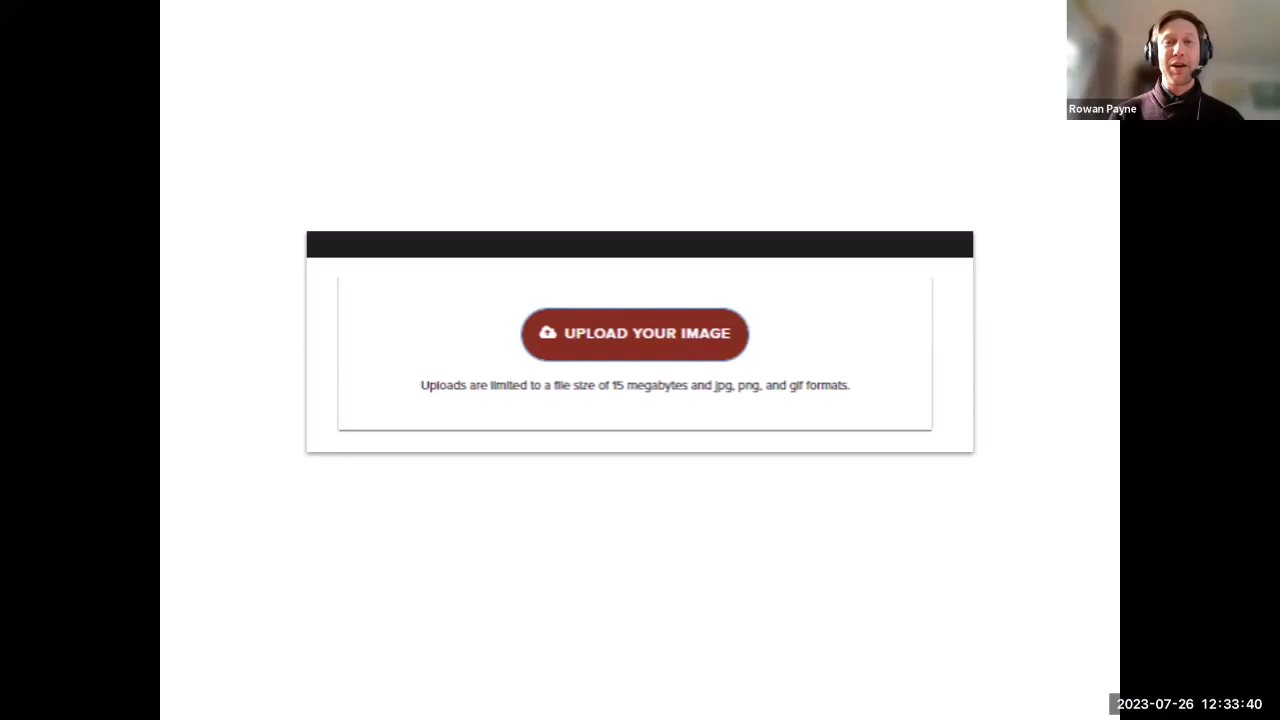 Rowan Payne
UPLOAD YOUR IMAGE
Uploads are limited to a file size of 15 megabytes and jpg, png, and gif formats.
2023-07-26 12:33:40